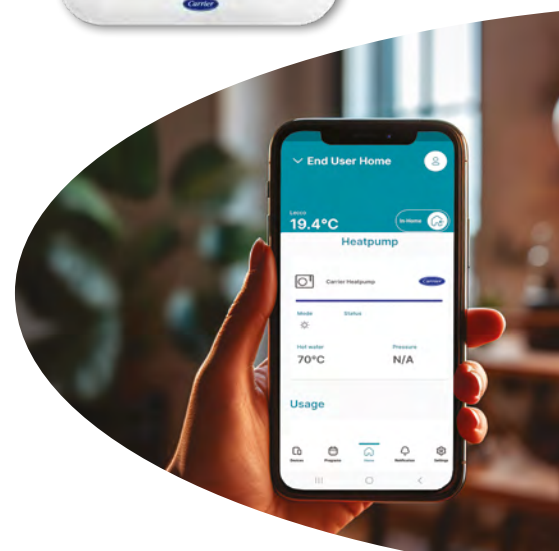 Carrier
End User Home
Lecco
19.4°C
In Home
Heatpump
Carrier Heatpump
Carrier
Mode Status
Hot water Pressure
70°C N/A
Usage
Devices Programs Home Notification Settings